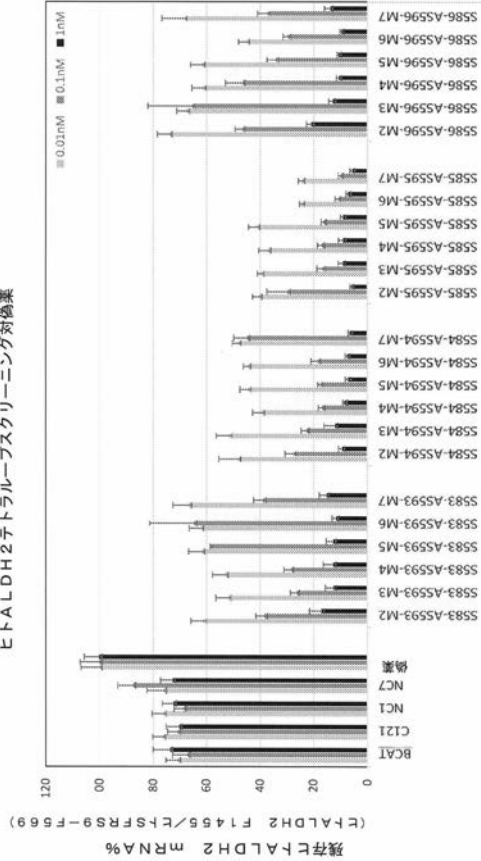 ヒトALDH2テトラループスクリーニング対偽薬
0.01nM
0.1nM
1nM
残存ヒトALDH2 mRNA%
(ヒトALDH2 F1455/ヒトSFRS9-F569)
120
100
80
60
40
20
0
BCAT
C121
NC1
NC7
偽薬
SS83-AS593-M2
SS83-AS593-M3
SS83-AS593-M4
SS83-AS593-M5
SS83-AS593-M6
SS83-AS593-M7
SS84-AS594-M2
SS84-AS594-M3
SS84-AS594-M4
SS84-AS594-M5
SS84-AS594-M6
SS84-AS594-M7
SS85-AS595-M2
SS85-AS595-M3
SS85-AS595-M4
SS85-AS595-M5
SS85-AS595-M6
SS85-AS595-M7
SS86-AS596-M2
SS86-AS596-M3
SS86-AS596-M4
SS86-AS596-M5
SS86-AS596-M6
SS86-AS596-M7